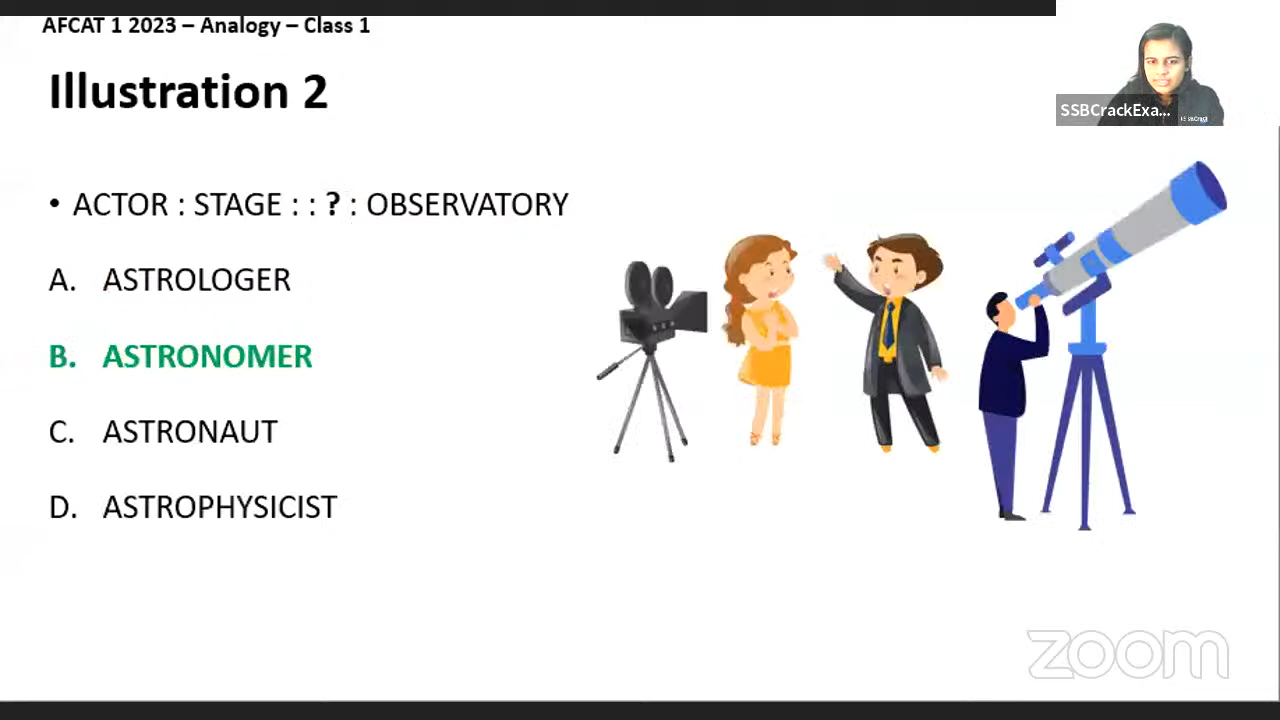 AFCAT 1 2023 – Analogy – Class 1
SSBCrackExa...
Illustration 2
• ACTOR : STAGE : : ? : OBSERVATORY
A. ASTROLOGER
B. ASTRONOMER
C. ASTRONAUT
D. ASTROPHYSICIST
zoom